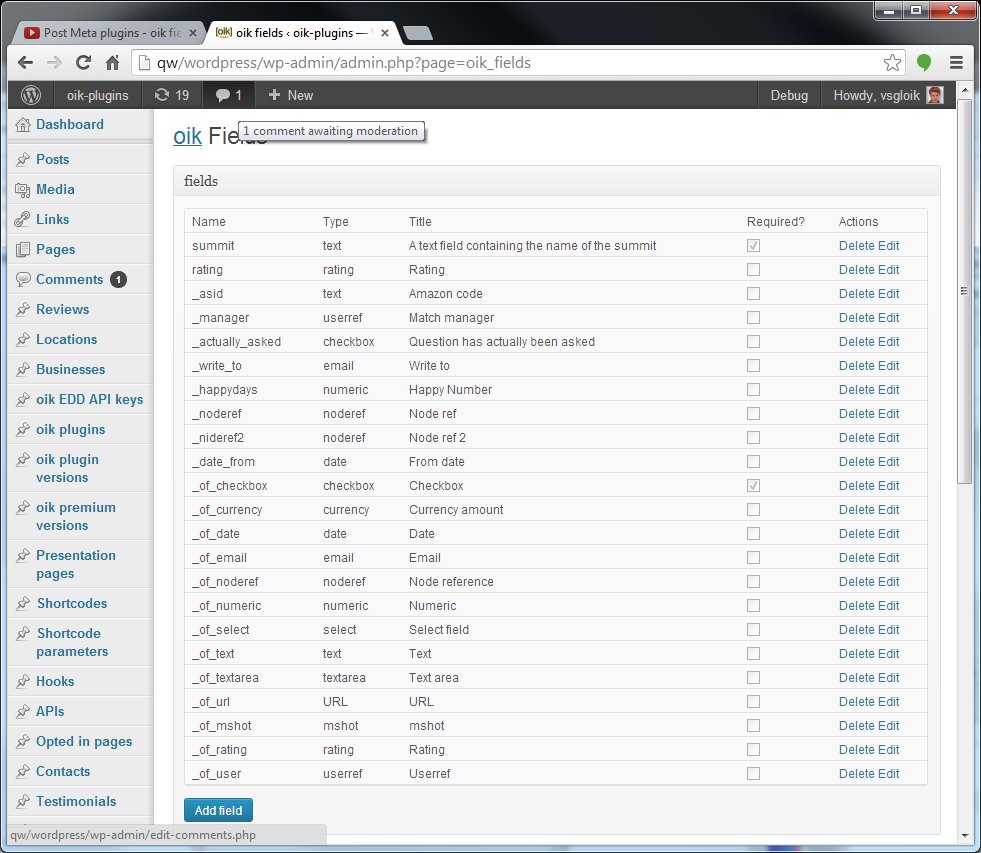 Post Meta plugins - oik fie
[oik] oik fields ‹ oik-plugins —
qw/wordpress/wp-admin/admin.php?page=oik_fields
oik-plugins 19 1 + New Debug Howdy, vsgloik
1 comment awaiting moderation
Dashboard
Posts
Media
Links
Pages
Comments 1
Reviews
Locations
Businesses
oik EDD API keys
oik plugins
oik plugin
versions
oik premium
versions
Presentation
pages
Shortcodes
Shortcode
parameters
Hooks
APIs
Opted in pages
Contacts
Testimonials
oik Fields
fields
Name Type Title Required? Actions
summit text A text field containing the name of the summit Delete Edit
rating rating Rating Delete Edit
_asid text Amazon code Delete Edit
_manager userref Match manager Delete Edit
_actually_asked checkbox Question has actually been asked Delete Edit
_write_to email Write to Delete Edit
_happydays numeric Happy Number Delete Edit
_noderef noderef Node ref Delete Edit
_nideref2 noderef Node ref 2 Delete Edit
_date_from date From date Delete Edit
_of_checkbox checkbox Checkbox Delete Edit
_of_currency currency Currency amount Delete Edit
_of_date date Date Delete Edit
_of_email email Email Delete Edit
_of_noderef noderef Node reference Delete Edit
_of_numeric numeric Numeric Delete Edit
_of_select select Select field Delete Edit
_of_text text Text Delete Edit
_of_textarea textarea Text area Delete Edit
_of_url URL URL Delete Edit
_of_mshot mshot mshot Delete Edit
_of_rating rating Rating Delete Edit
_of_user userref Userref Delete Edit
Add field
qw/wordpress/wp-admin/edit-comments.php